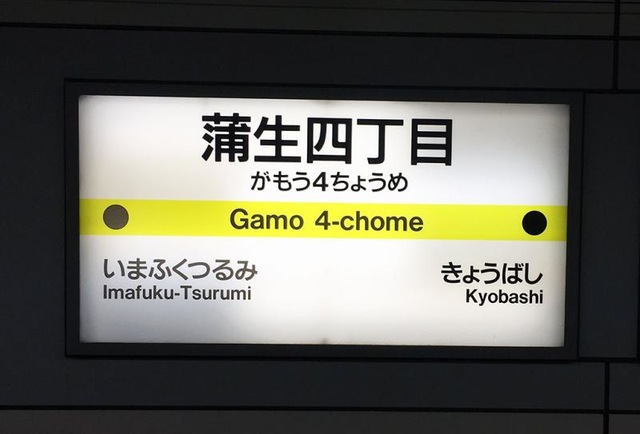 蒲生四丁目
がもう4ちょうめ
Gamo 4-chome
いまふくつるみ
Imafuku-Tsurumi
きょうばし
Kyobashi